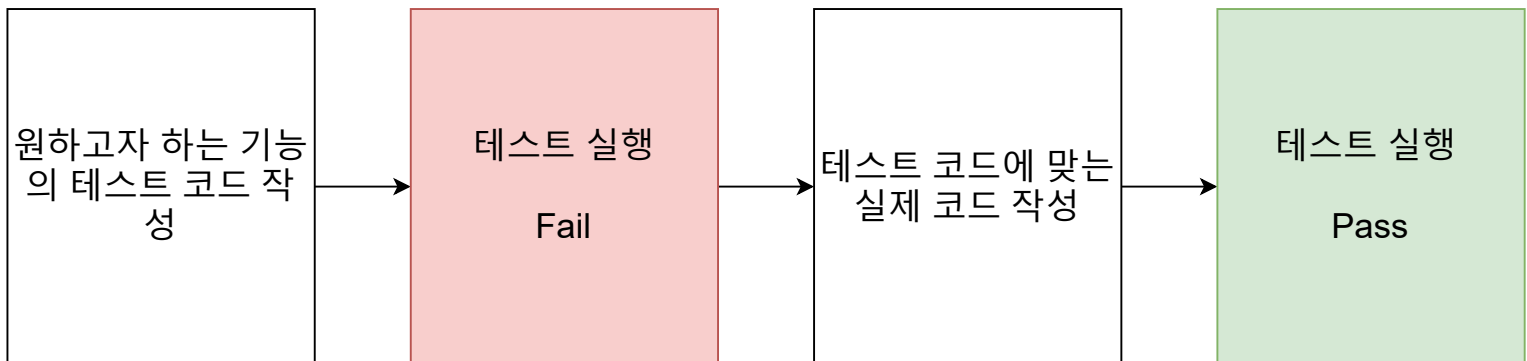 원하고자 하는 기능
의 테스트 코드 작
성
테스트 실행
Fail
테스트 코드에 맞는
실제 코드 작성
테스트 실행
Pass